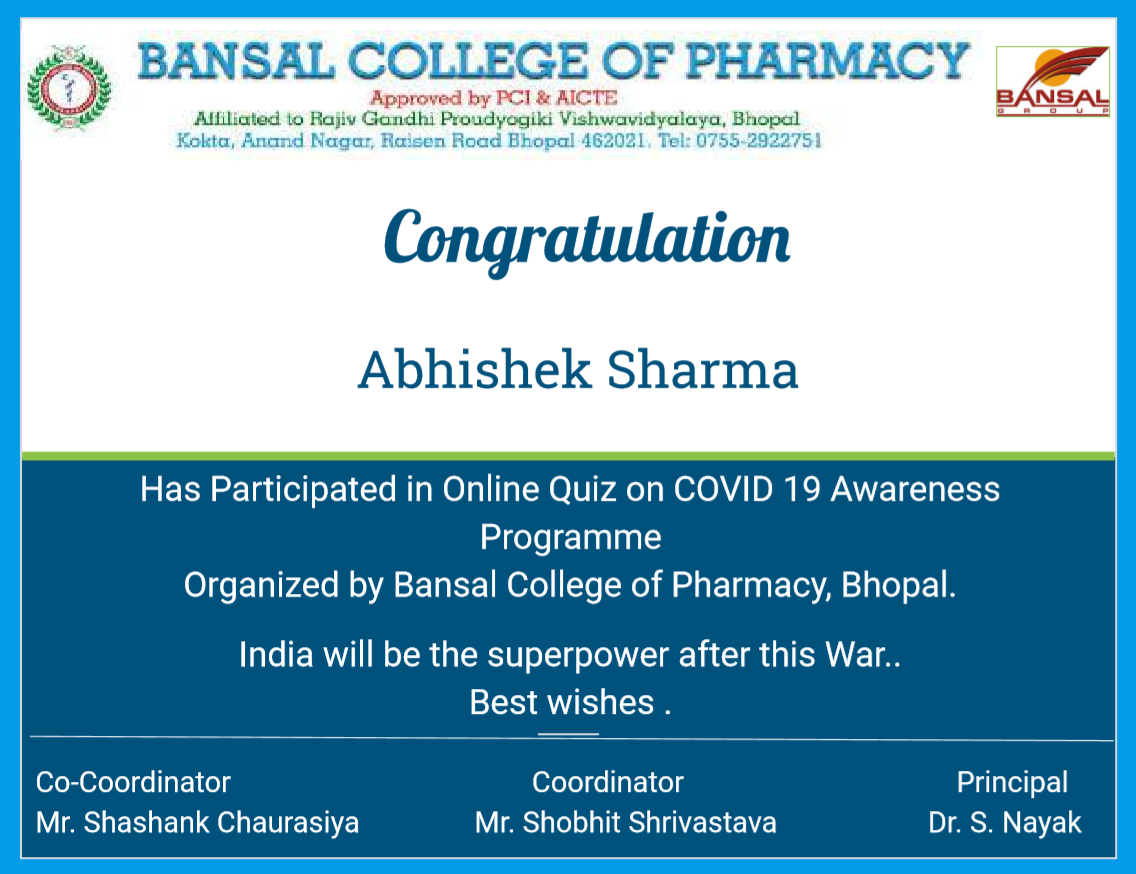 BANSAL COLLEGE OF PHARMACY
Approved by PCI & AICTE
Affiliated to Rajiv Gandhi Proudyogiki Vishwavidyalaya, Bhopal
Kokta, Anand Nagar, Raisen Road Bhopal 462021. Tel: 0755-2922751
BANSAL
GROUP
Congratulation
Abhishek Sharma
Has Participated in Online Quiz on COVID 19 Awareness
Programme
Organized by Bansal College of Pharmacy, Bhopal.
India will be the superpower after this War..
Best wishes .
Co-Coordinator Coordinator Principal
Mr. Shashank Chaurasiya Mr. Shobhit Shrivastava Dr. S. Nayak